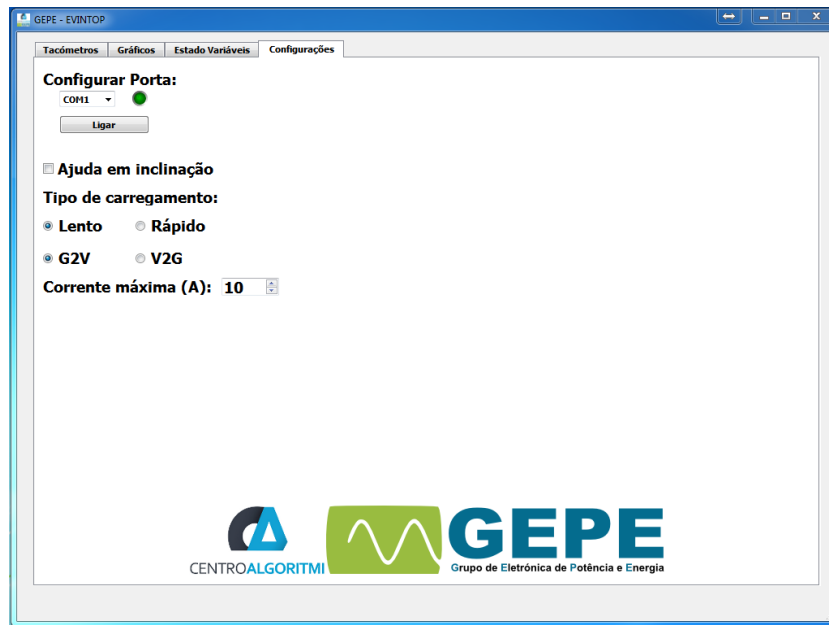 GEPE - EVINTOP
Tacómetros Gráficos Estado Variáveis Configurações
Configurar Porta:
COM1
Ligar
Ajuda em inclinação
Tipo de carregamento:
Lento Rápido
G2V V2G
Corrente máxima (A): 10
CENTROALGORITMI
GEPE
Grupo de Eletrónica de Potência e Energia